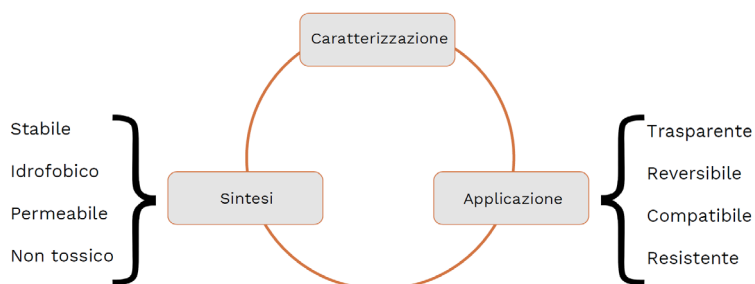 Caratterizzazione
Stabile
Idrofobico
Permeabile
Non tossico
Sintesi
Applicazione
Trasparente
Reversibile
Compatibile
Resistente